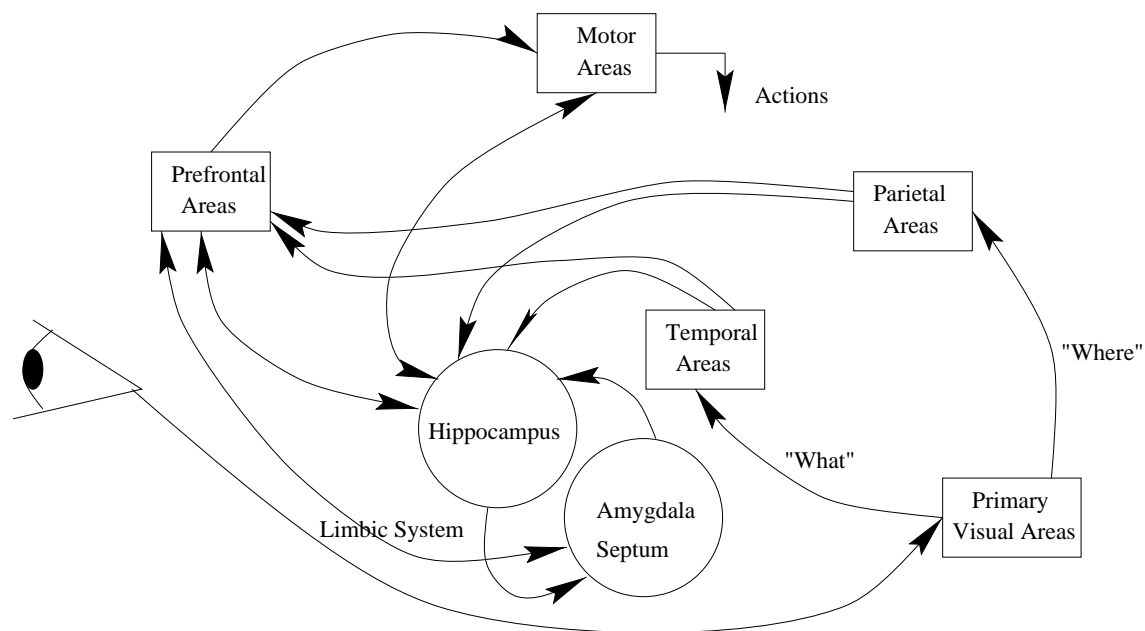 Motor
Areas
Actions
Prefrontal
Areas
Parietal
Areas
Temporal
Areas
"Where"
Hippocampus
"What"
Limbic System
Amygdala
Septum
Primary
Visual Areas